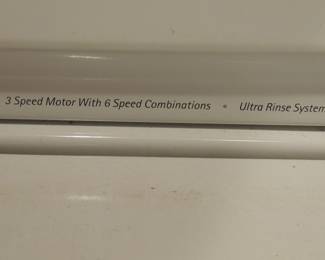 3 Speed Motor With 6 Speed Combinations • Ultra Rinse System